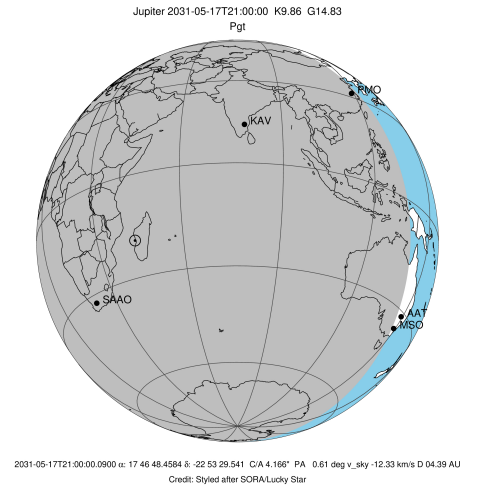 Jupiter 2031-05-17T21:00:00 K9.86 G14.83
Pgt
PMO
KAV
SAAO
AAT
MSO
2031-05-17T21:00:00.0900 α: 17 46 48.4584 δ: -22 53 29.541 C/A 4.166" PA 0.61 deg v_sky -12.33 km/s D 04.39 AU
Credit: Styled after SORA/Lucky Star